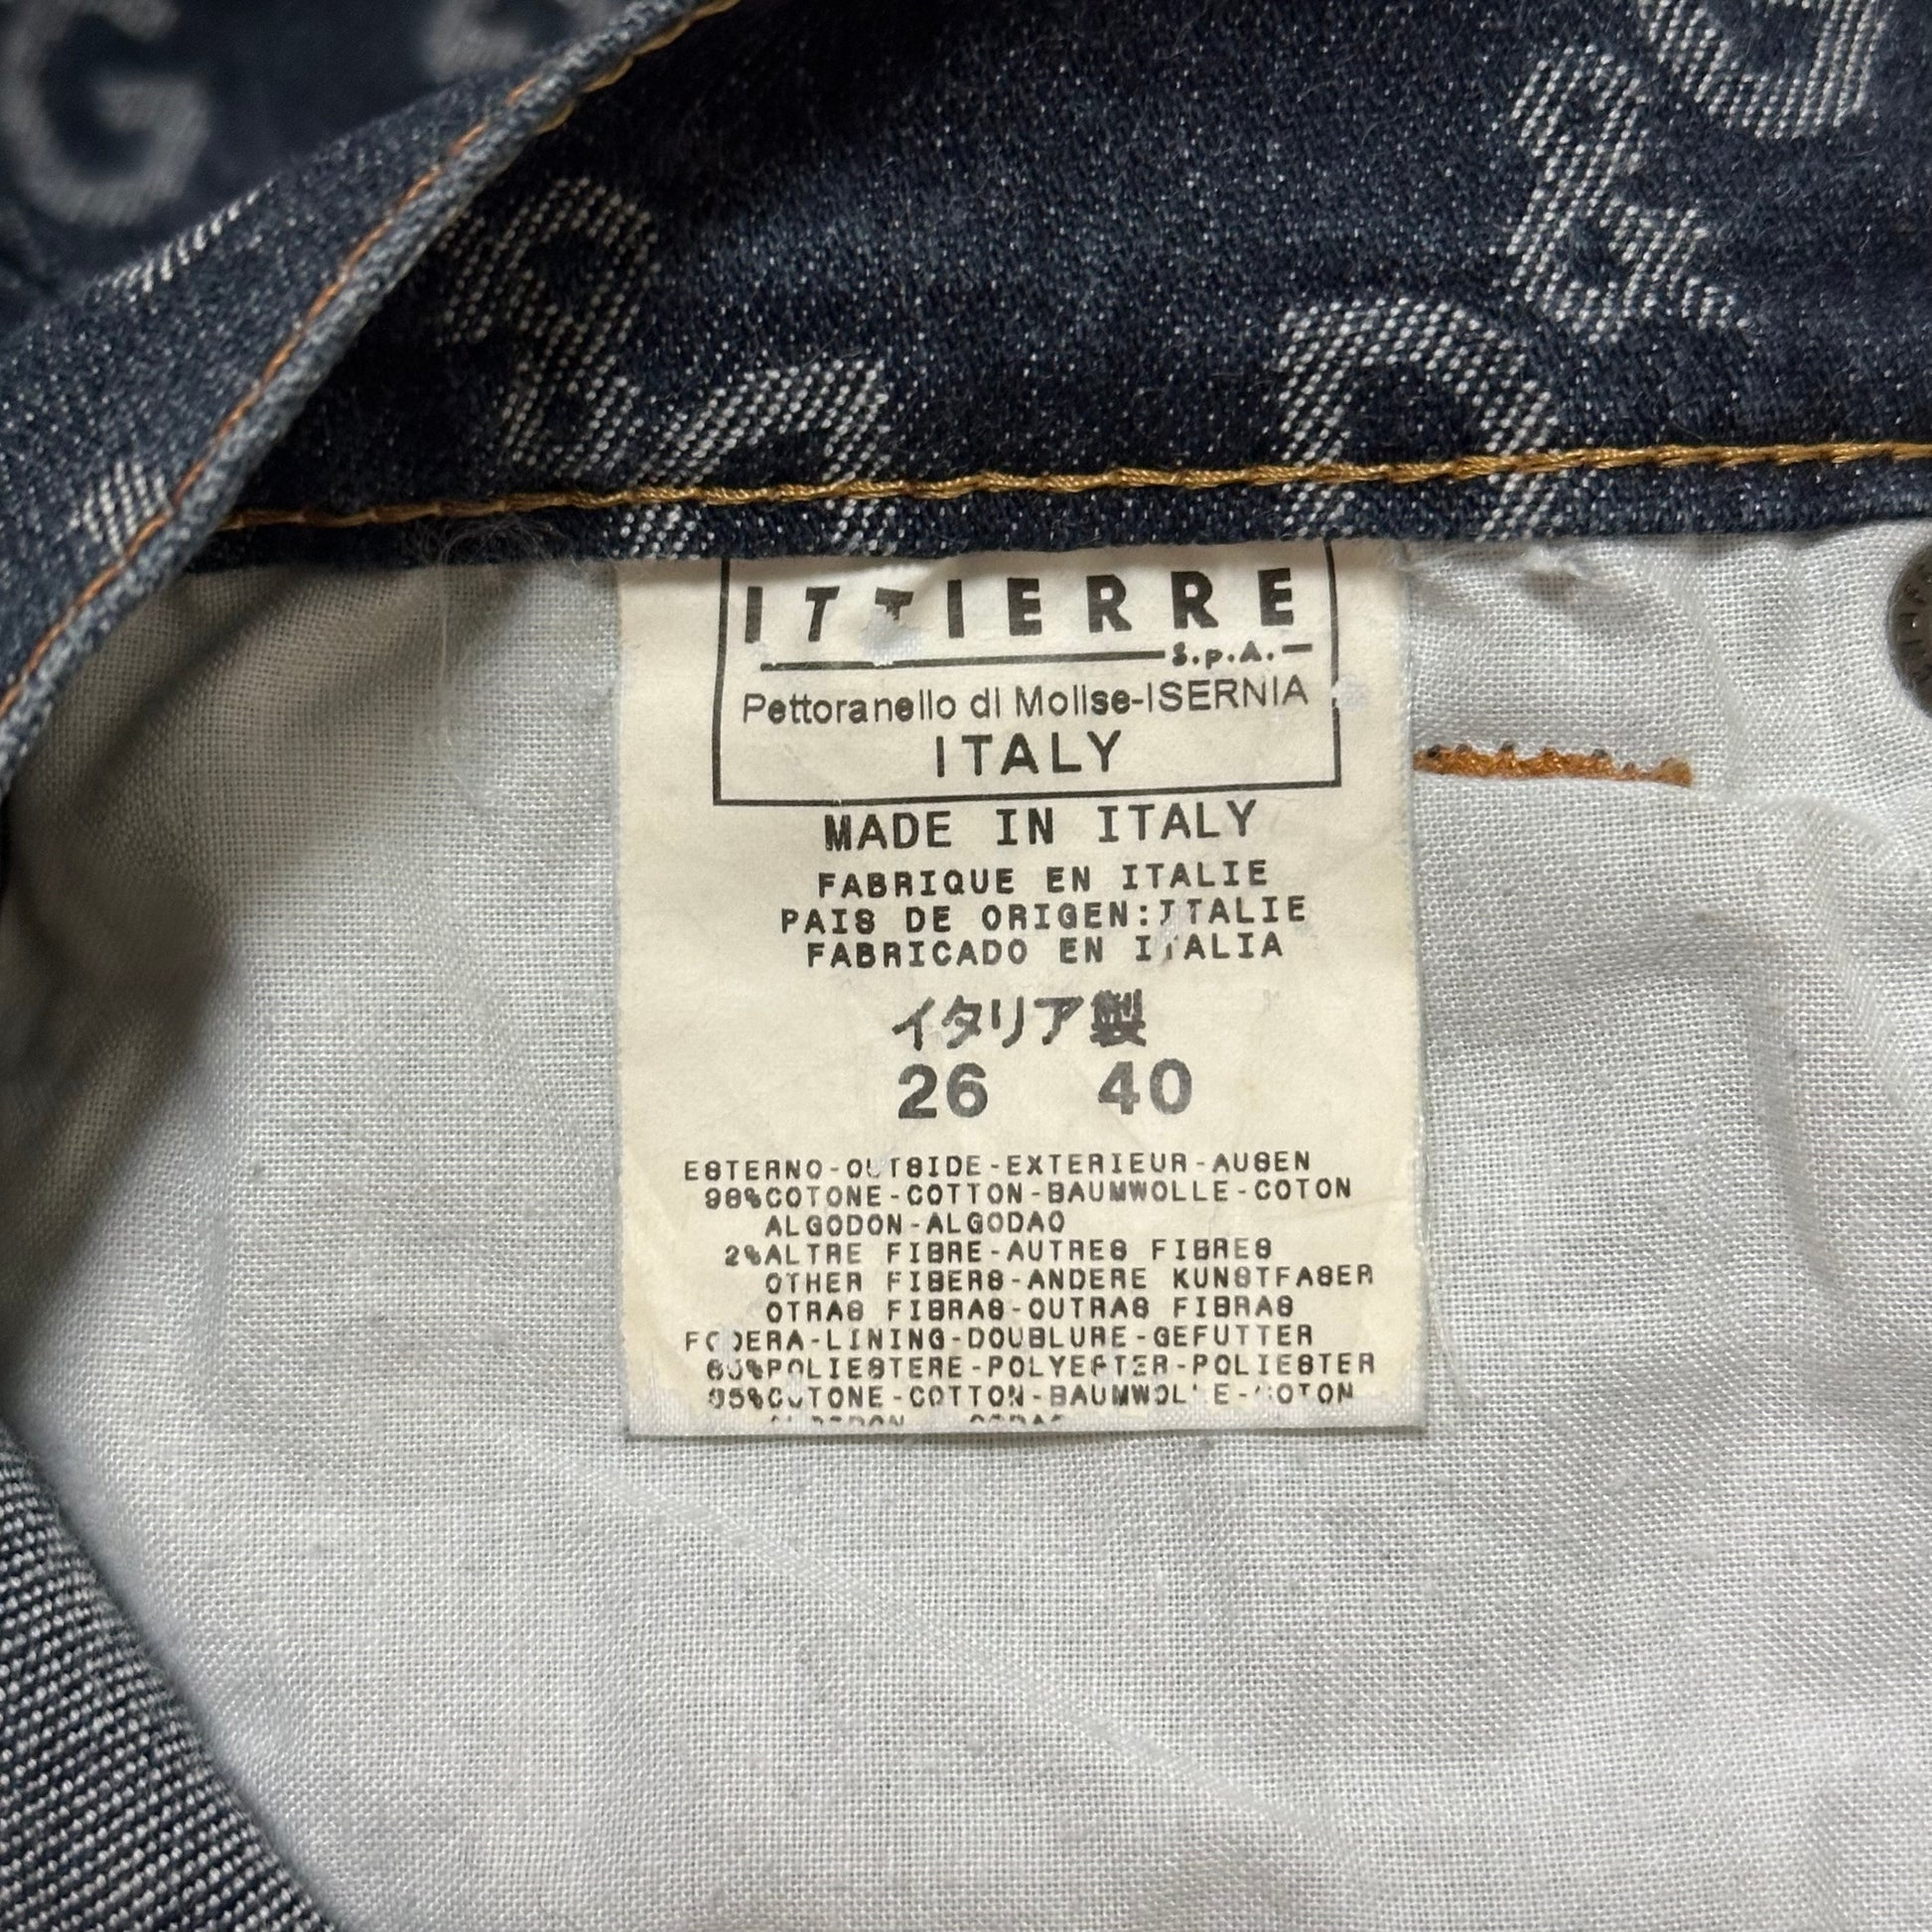 ITTIERRE
S.p.A.
Pettoranello di Molise-ISERNIA
ITALY
MADE IN ITALY
FABRIQUE EN ITALIE
PAIS DE ORIGEN:ITALIE
FABRICADO EN ITALIA
イタリア製
26 40
ESTERNO-OUTSIDE-EXTERIEUR-AUSEN
98%COTONE-COTTON-BAUMWOLLE-COTON
ALGODON-ALGODAO
2%ALTRE FIBRE-AUTRES FIBRES
OTHER FIBERS-ANDERE KUNSTFASER
OTRAS FIBRAS-OUTRAS FIBRAS
FODERA-LINING-DOUBLURE-GEFUTTER
POLIESTERE-POLYESTER-POLIESTER
COTONE-COTTON-BAUMWOLLE-COTON